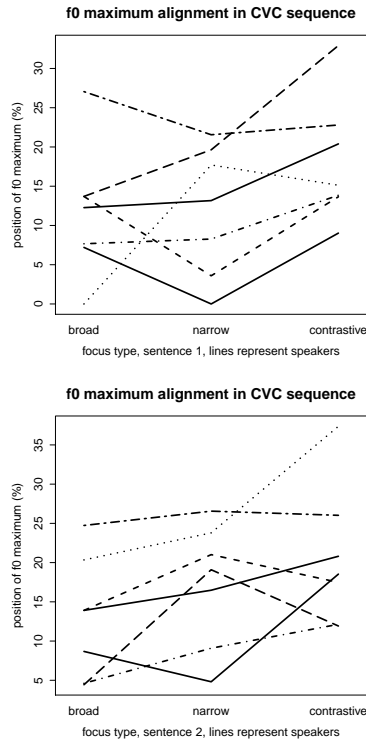 f0 maximum alignment in CVC sequence
position of f0 maximum (%)
30
25
20
15
10
5
0
broad narrow contrastive
focus type, sentence 1, lines represent speakers
f0 maximum alignment in CVC sequence
position of f0 maximum (%)
35
30
25
20
15
10
5
broad narrow contrastive
focus type, sentence 2, lines represent speakers